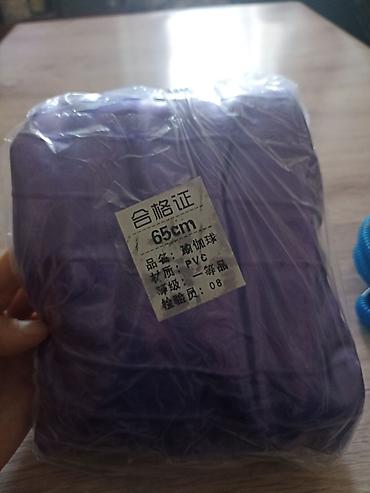 合格证
65cm
品名：瑜伽球
材质：PVC
等级：一等品
检验员：08